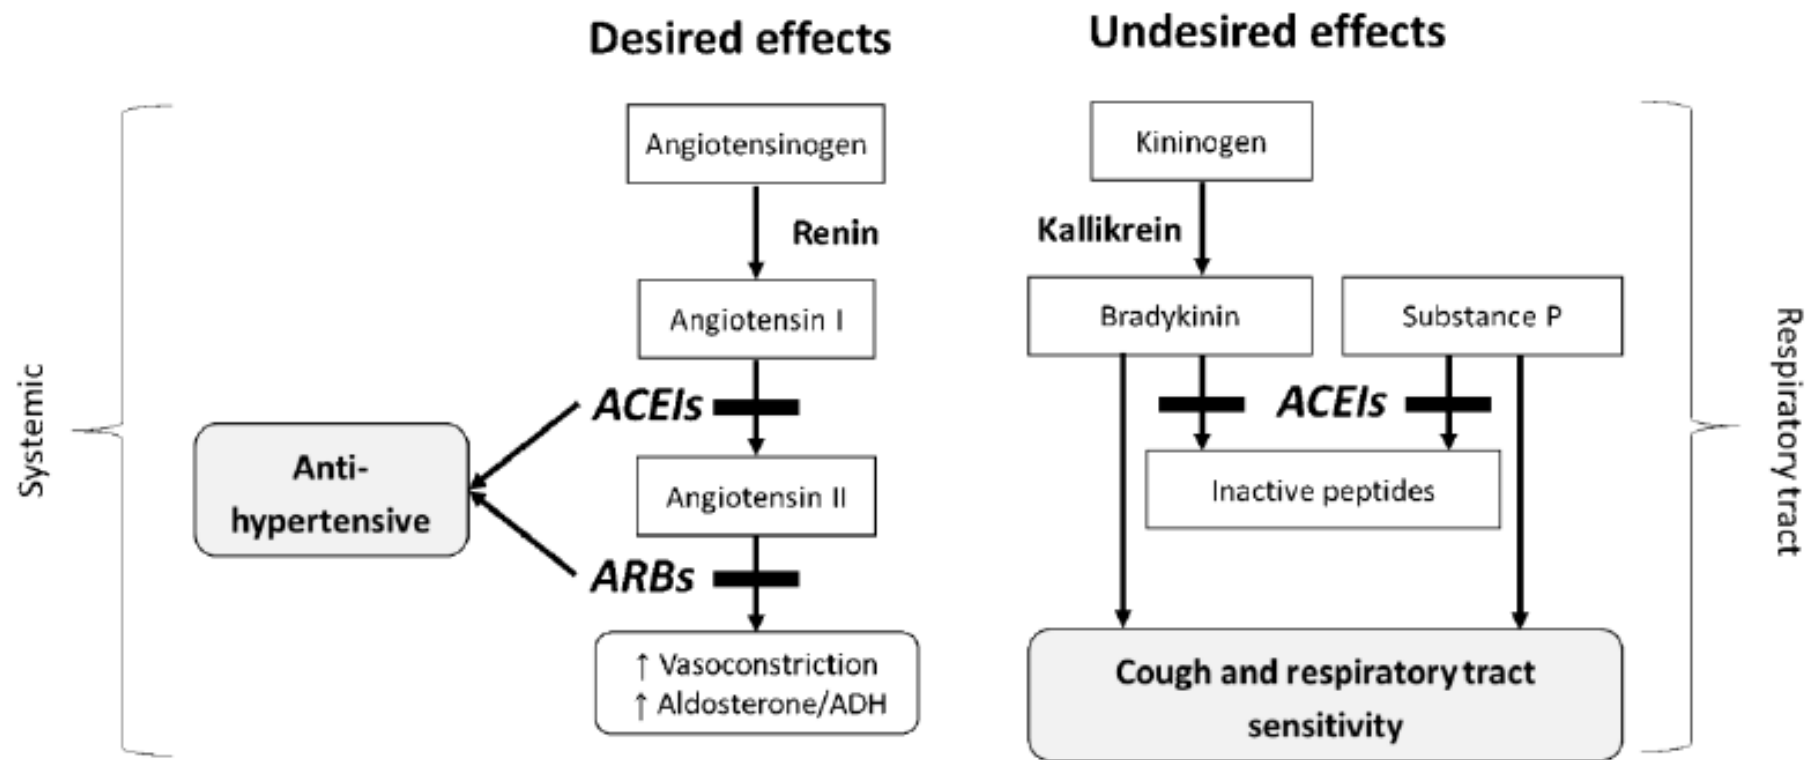 Desired effects
Undesired effects
Systemic
Angiotensinogen
Renin
Angiotensin I
ACEIs
Anti-
hypertensive
Angiotensin II
ARBs
↑ Vasoconstriction
↑ Aldosterone/ADH
Kininogen
Kallikrein
Bradykinin
Substance P
ACEIs
Inactive peptides
Cough and respiratory tract
sensitivity
Respiratory tract